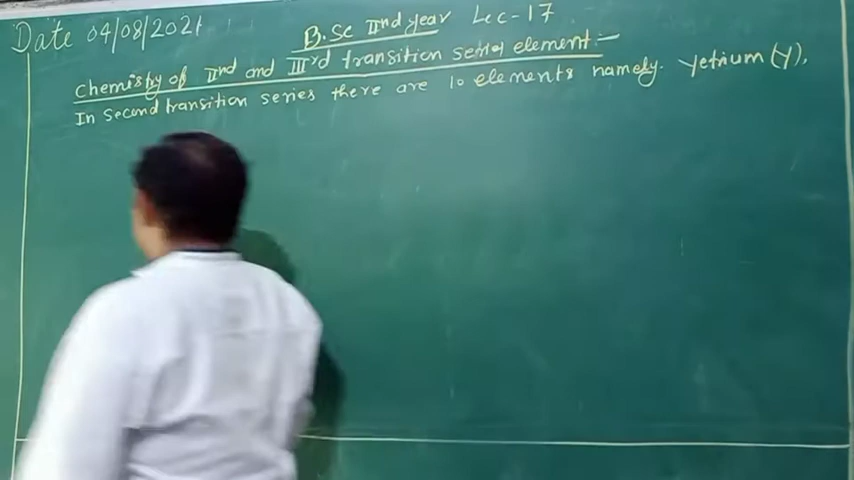 Date 04/08/2021
B.Sc IInd year Lec-17
Chemistry of IInd and IIIrd transition series element:-
In second transition series there are 10 elements namely. Yetrium (Y),